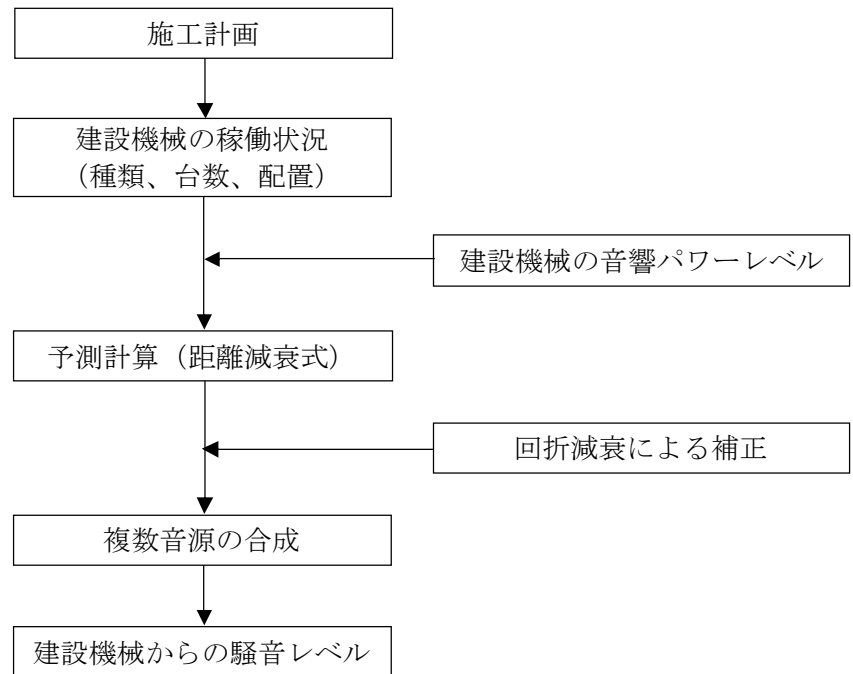 施工計画
建設機械の稼働状況
（種類、台数、配置）
建設機械の音響パワーレベル
予測計算（距離減衰式）
回折減衰による補正
複数音源の合成
建設機械からの騒音レベル